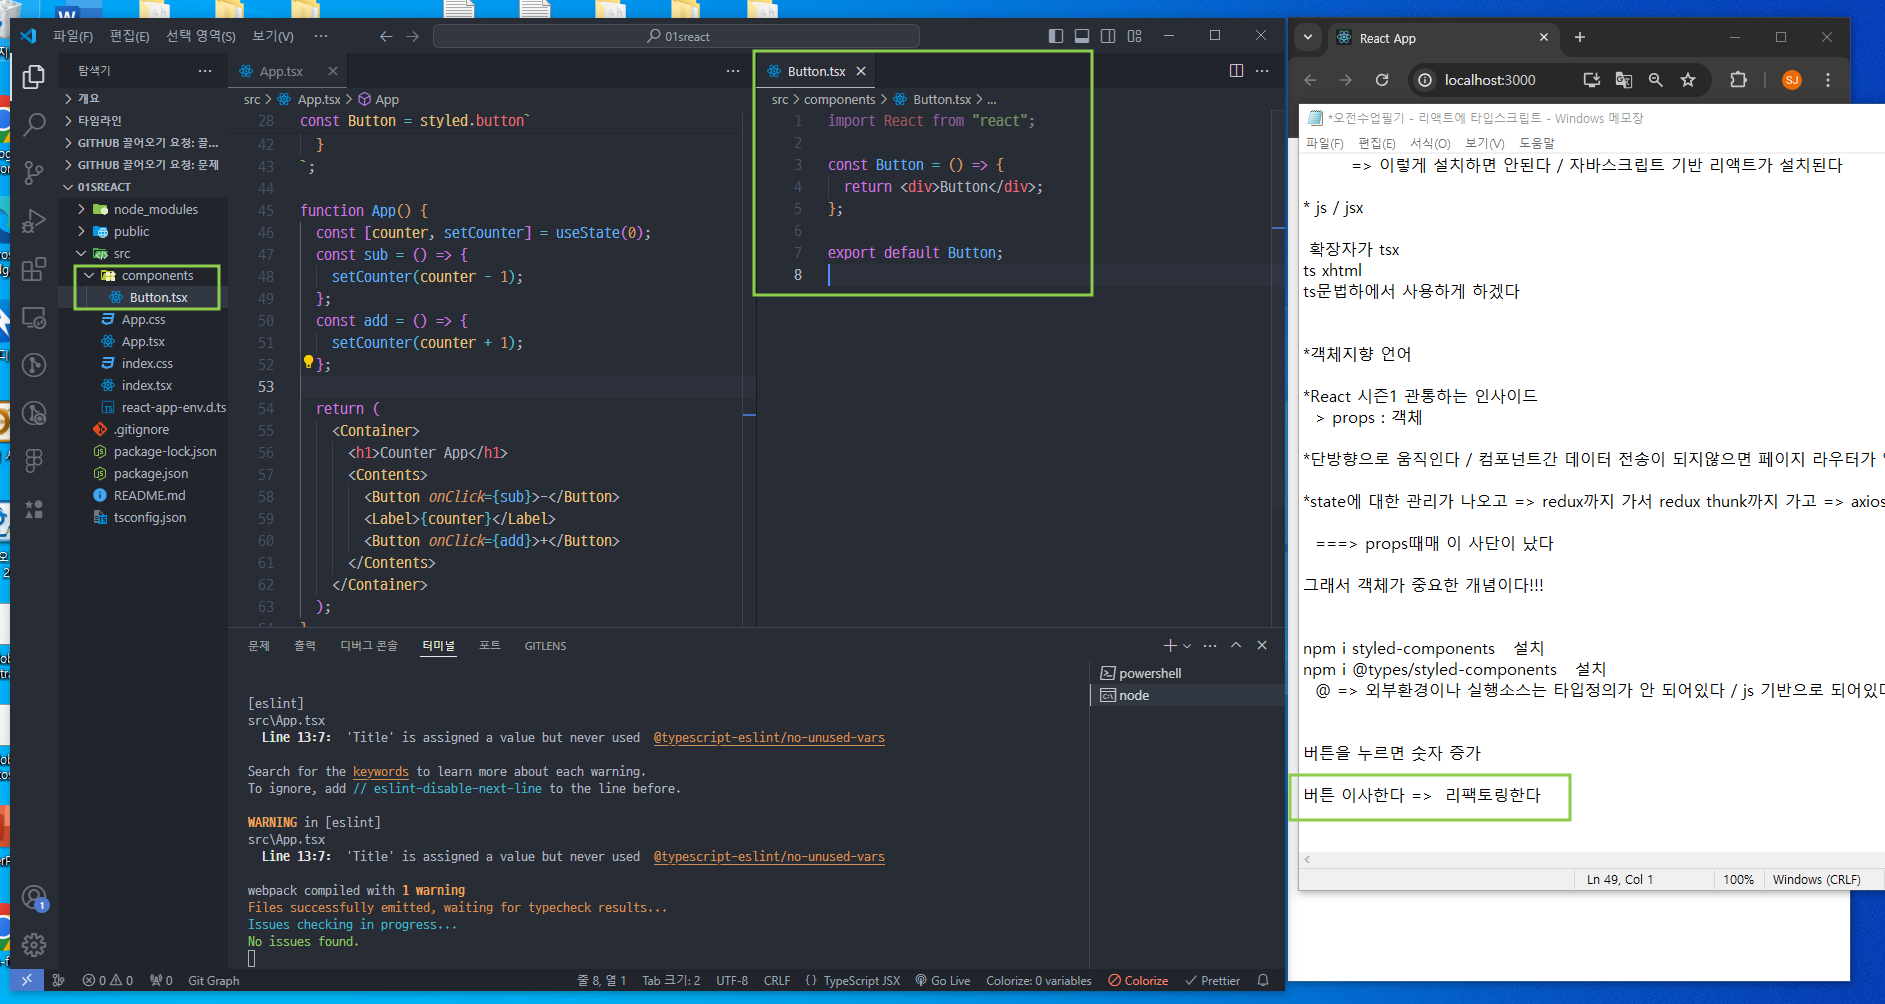 파일(F) 편집(E) 선택 영역(S) 보기(V) ···
01sreact
탐색기
개요
타임라인
GITHUB 끌어오기 요청: 끌...
GITHUB 끌어오기 요청: 문제
01SREACT
node_modules
public
src
components
Button.tsx
App.css
App.tsx
index.css
index.tsx
react-app-env.d.ts
.gitignore
package-lock.json
package.json
README.md
tsconfig.json
App.tsx
src > App.tsx > App
28 const Button = styled.button`
42 }
43 `;
44
45 function App() {
46 const [counter, setCounter] = useState(0);
47 const sub = () => {
48 setCounter(counter - 1);
49 };
50 const add = () => {
51 setCounter(counter + 1);
52 };
53
54 return (
55 <Container>
56 <h1>Counter App</h1>
57 <Contents>
58 <Button onClick={sub}>-</Button>
59 <Label>{counter}</Label>
60 <Button onClick={add}>+</Button>
61 </Contents>
62 </Container>
63 );
Button.tsx
src > components > Button.tsx > ...
1 import React from "react";
2
3 const Button = () => {
4 return <div>Button</div>;
5 };
6
7 export default Button;
8
문제 출력 디버그 콘솔 터미널 포트 GITLENS
powershell
node
[eslint]
src\App.tsx
Line 13:7: 'Title' is assigned a value but never used @typescript-eslint/no-unused-vars
Search for the keywords to learn more about each warning.
To ignore, add // eslint-disable-next-line to the line before.
WARNING in [eslint]
src\App.tsx
Line 13:7: 'Title' is assigned a value but never used @typescript-eslint/no-unused-vars
webpack compiled with 1 warning
Files successfully emitted, waiting for typecheck results...
Issues checking in progress...
No issues found.
1
0 0 0 Git Graph 줄 8, 열 1 Tab 크기: 2 UTF-8 CRLF {} TypeScript JSX Go Live Colorize: 0 variables Colorize Prettier
React App
localhost:3000
SJ
*오전수업필기 - 리액트에 타입스크립트 - Windows 메모장
파일(F) 편집(E) 서식(O) 보기(V) 도움말
=> 이렇게 설치하면 안된다 / 자바스크립트 기반 리액트가 설치된다
* js / jsx
확장자가 tsx
ts xhtml
ts문법하에서 사용하게 하겠다
*객체지향 언어
*React 시즌1 관통하는 인사이드
> props : 객체
*단방향으로 움직인다 / 컴포넌트간 데이터 전송이 되지않으면 페이지 라우터가
*state에 대한 관리가 나오고 => redux까지 가서 redux thunk까지 가고 => axios
===> props때매 이 사단이 났다
그래서 객체가 중요한 개념이다!!!
npm i styled-components 설치
npm i @types/styled-components 설치
@ => 외부환경이나 실행소스는 타입정의가 안 되어있다 / js 기반으로 되어있다
버튼을 누르면 숫자 증가
버튼 이사한다 => 리팩토링한다
Ln 49, Col 1 100% Windows (CRLF)